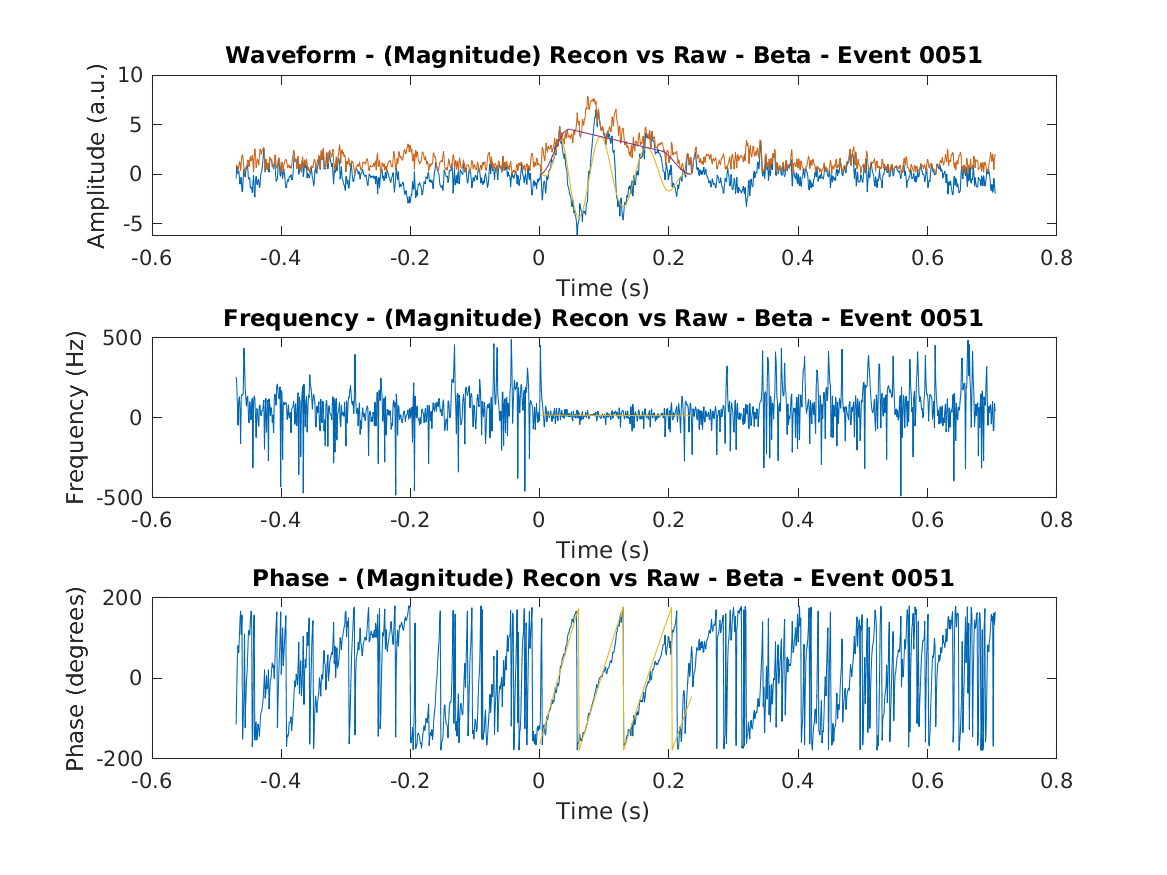 Waveform - (Magnitude) Recon vs Raw - Beta - Event 0051
Amplitude (a.u.)
10
5
0
-5
-0.6 -0.4 -0.2 0 0.2 0.4 0.6 0.8
Time (s)
Frequency - (Magnitude) Recon vs Raw - Beta - Event 0051
Frequency (Hz)
500
0
-500
-0.6 -0.4 -0.2 0 0.2 0.4 0.6 0.8
Time (s)
Phase - (Magnitude) Recon vs Raw - Beta - Event 0051
Phase (degrees)
200
0
-200
-0.6 -0.4 -0.2 0 0.2 0.4 0.6 0.8
Time (s)